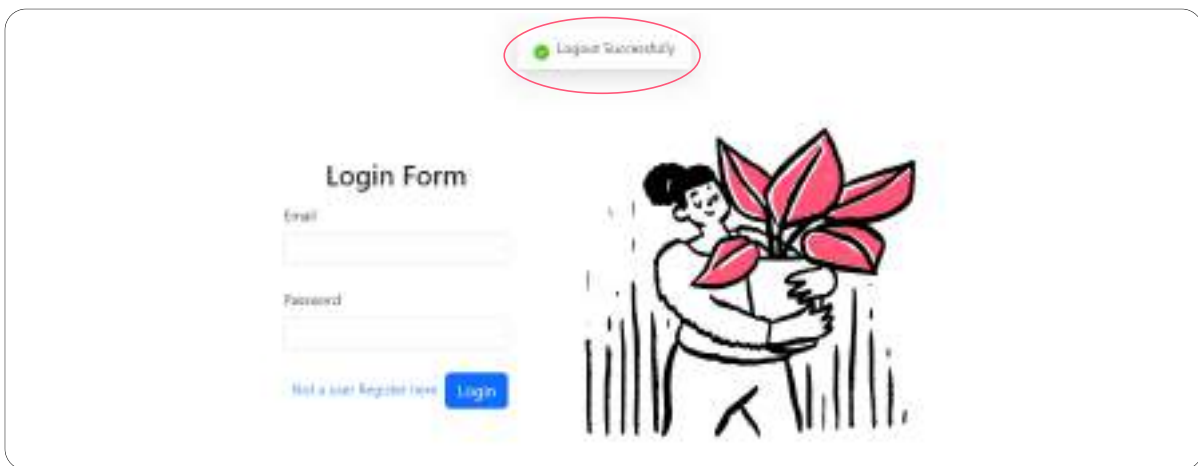 Logout Successfully
Login Form
Email
Password
Not a user Register here
Login